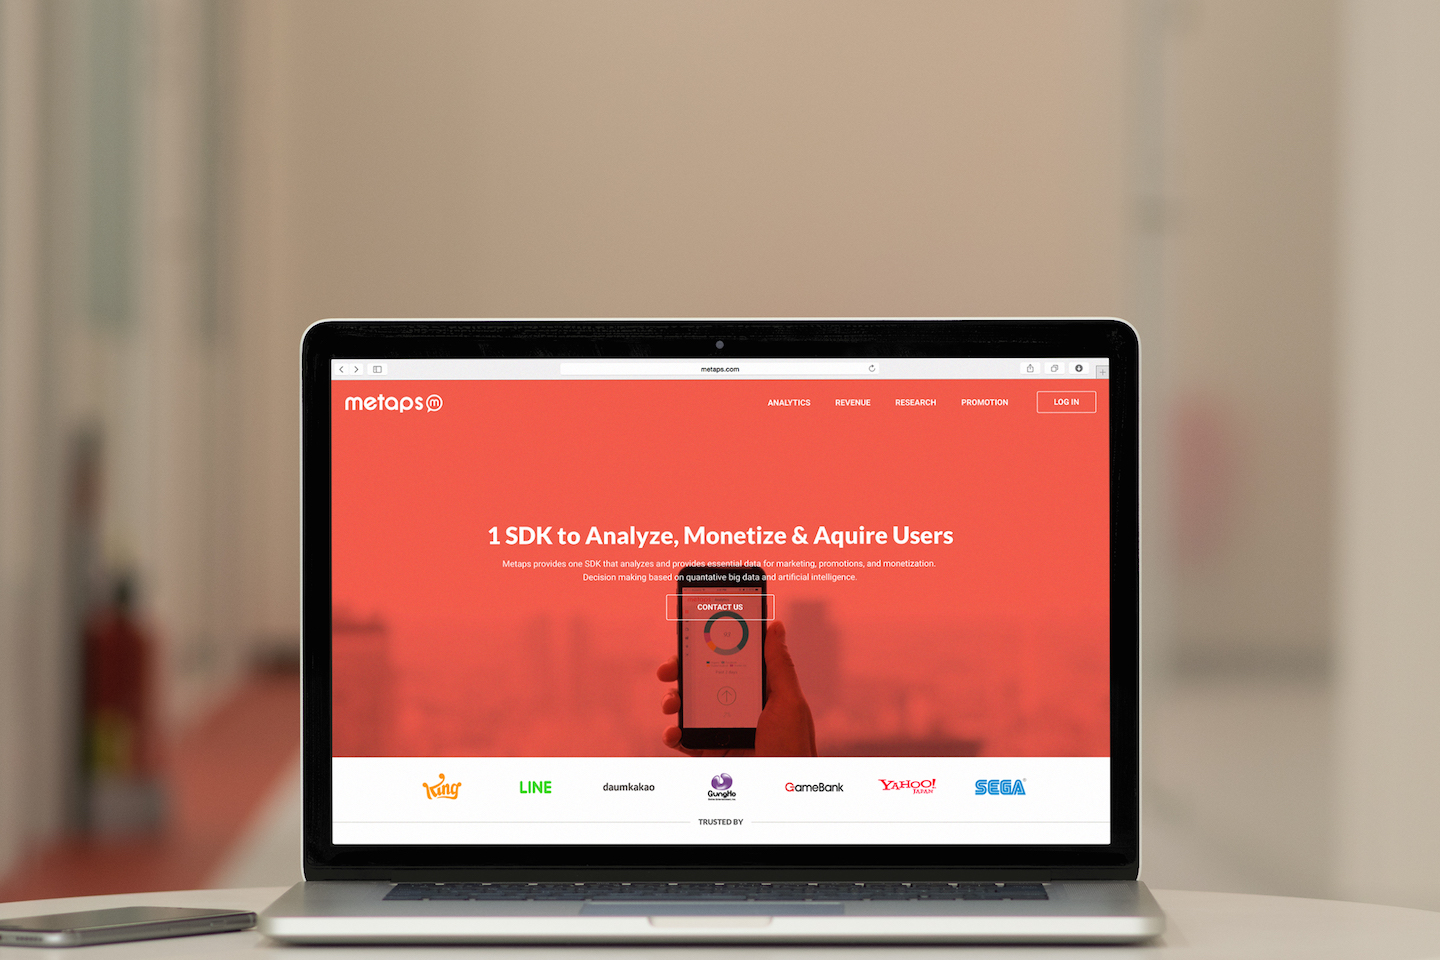 metaps.com
metaps m
ANALYTICS REVENUE RESEARCH PROMOTION LOG IN
1 SDK to Analyze, Monetize & Aquire Users
Metaps provides one SDK that analyzes and provides essential data for marketing, promotions, and monetization.
Decision making based on quantative big data and artificial intelligence.
CONTACT US
King LINE daumkakao GungHo GameBank YAHOO! JAPAN SEGA
TRUSTED BY